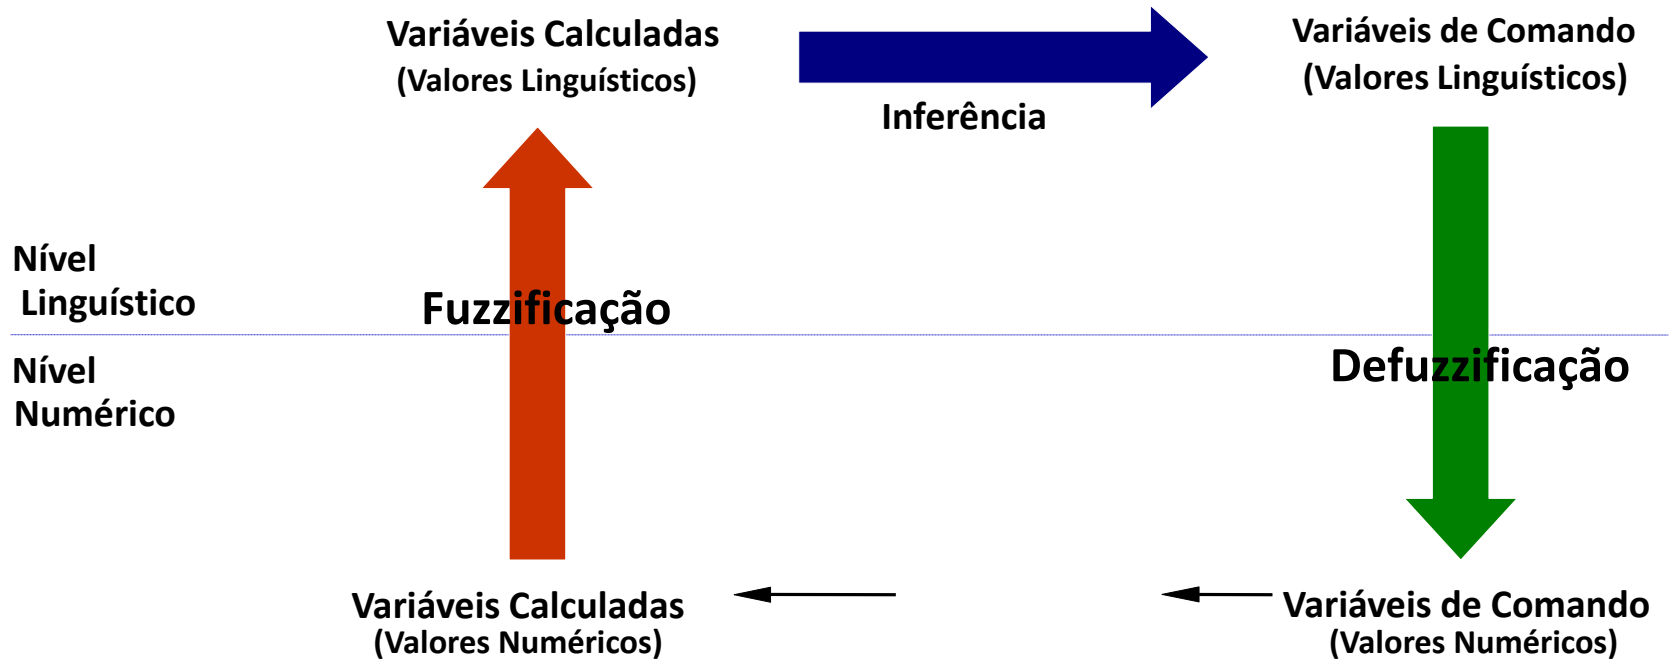 Variáveis Calculadas
(Valores Linguísticos)
Inferência
Variáveis de Comando
(Valores Linguísticos)
Nível
Linguístico
Fuzzificação
Nível
Numérico
Defuzzificação
Variáveis Calculadas
(Valores Numéricos)
Variáveis de Comando
(Valores Numéricos)